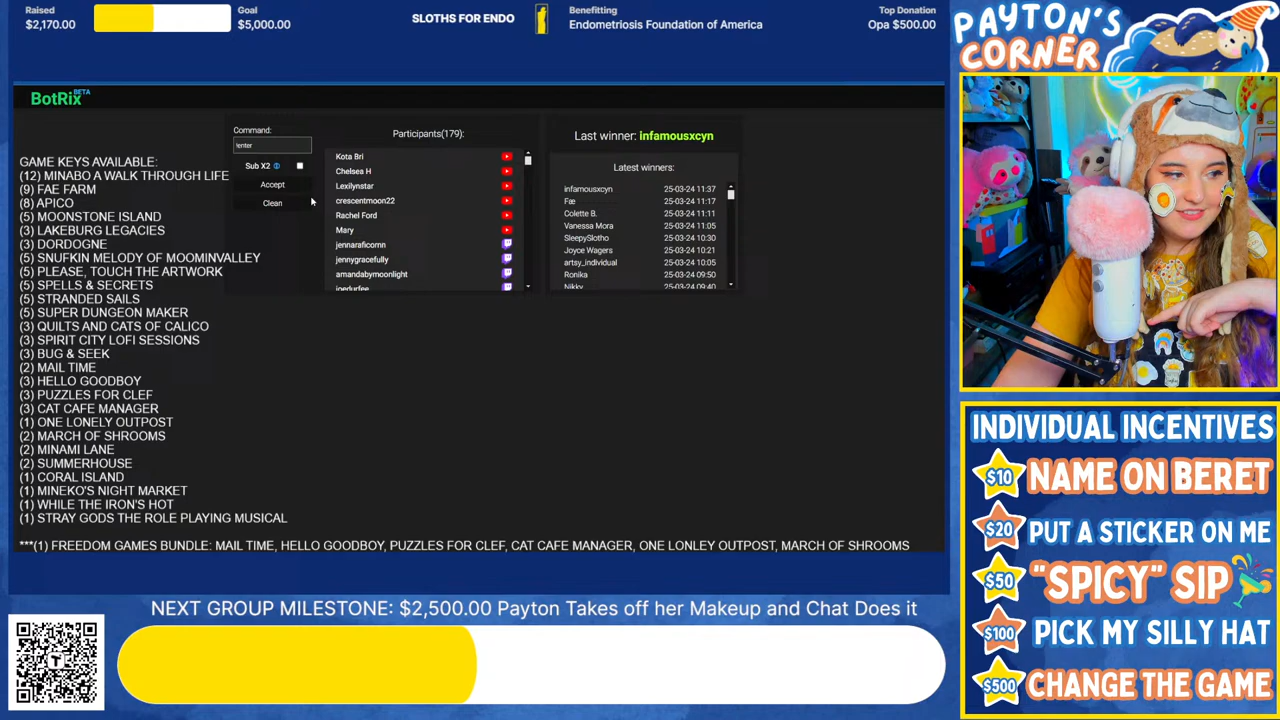 Raised
$2,170.00
Goal
$5,000.00
SLOTHS FOR ENDO
Benefitting
Endometriosis Foundation of America
Top Donation
Opa $500.00
PAYTON'S
CORNER
BotRix BETA
Command:
!enter
Sub X2
Accept
Clean
Participants(179):
Kota Bri
Chelsea H
Lexilynstar
crescentmoon22
Rachel Ford
Mary
jennaraficornn
jennygracefully
amandabymoonlight
joedurfee
Last winner: infamousxcyn
Latest winners:
infamousxcyn 25-03-24 11:37
Fæ 25-03-24 11:17
Colette B. 25-03-24 11:11
Vanessa Mora 25-03-24 11:05
SleepySlotho 25-03-24 10:30
Joyce Wagers 25-03-24 10:21
artsy_individual 25-03-24 10:05
Ronika 25-03-24 09:50
Nikky 25-03-24 09:40
GAME KEYS AVAILABLE:
(12) MINABO A WALK THROUGH LIFE
(9) FAE FARM
(8) APICO
(5) MOONSTONE ISLAND
(3) LAKEBURG LEGACIES
(3) DORDOGNE
(5) SNUFKIN MELODY OF MOOMINVALLEY
(5) PLEASE, TOUCH THE ARTWORK
(5) SPELLS & SECRETS
(5) STRANDED SAILS
(5) SUPER DUNGEON MAKER
(3) QUILTS AND CATS OF CALICO
(3) SPIRIT CITY LOFI SESSIONS
(3) BUG & SEEK
(2) MAIL TIME
(3) HELLO GOODBOY
(3) PUZZLES FOR CLEF
(3) CAT CAFE MANAGER
(1) ONE LONELY OUTPOST
(2) MARCH OF SHROOMS
(2) MINAMI LANE
(2) SUMMERHOUSE
(1) CORAL ISLAND
(1) MINEKO'S NIGHT MARKET
(1) WHILE THE IRON'S HOT
(1) STRAY GODS THE ROLE PLAYING MUSICAL
***(1) FREEDOM GAMES BUNDLE: MAIL TIME, HELLO GOODBOY, PUZZLES FOR CLEF, CAT CAFE MANAGER, ONE LONLEY OUTPOST, MARCH OF SHROOMS
INDIVIDUAL INCENTIVES
$10 NAME ON BERET
$20 PUT A STICKER ON ME
$50 "SPICY" SIP
$100 PICK MY SILLY HAT
$500 CHANGE THE GAME
NEXT GROUP MILESTONE: $2,500.00 Payton Takes off her Makeup and Chat Does it